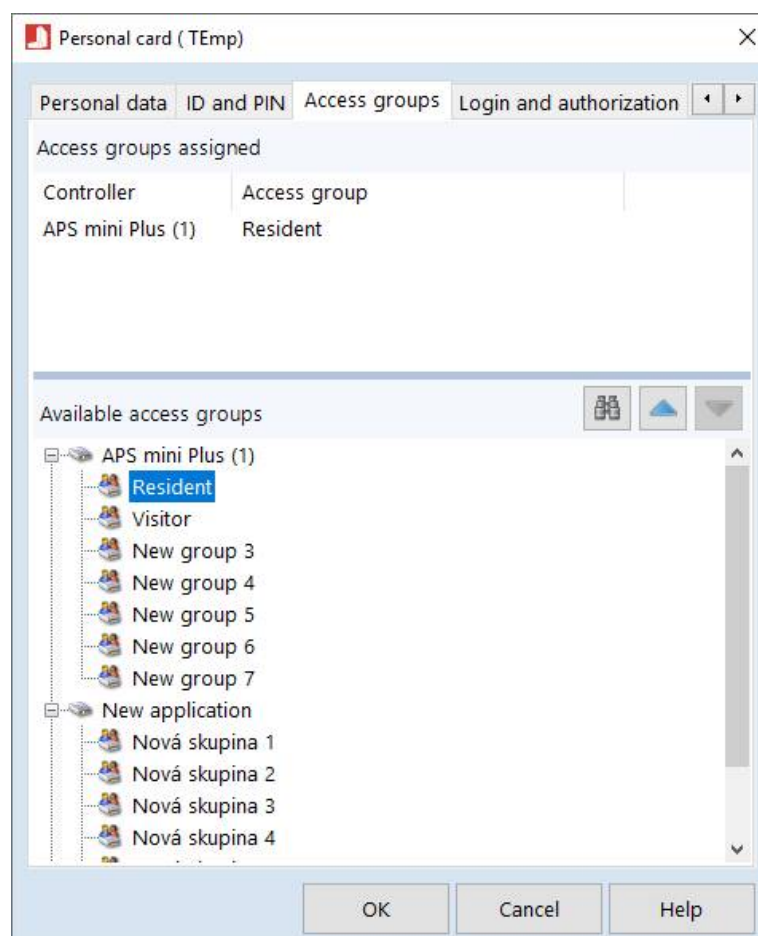 Personal card ( TEmp)
Personal data ID and PIN Access groups Login and authorization
Access groups assigned
Controller Access group
APS mini Plus (1) Resident
Available access groups
APS mini Plus (1)
Resident
Visitor
New group 3
New group 4
New group 5
New group 6
New group 7
New application
Nová skupina 1
Nová skupina 2
Nová skupina 3
Nová skupina 4
OK Cancel Help